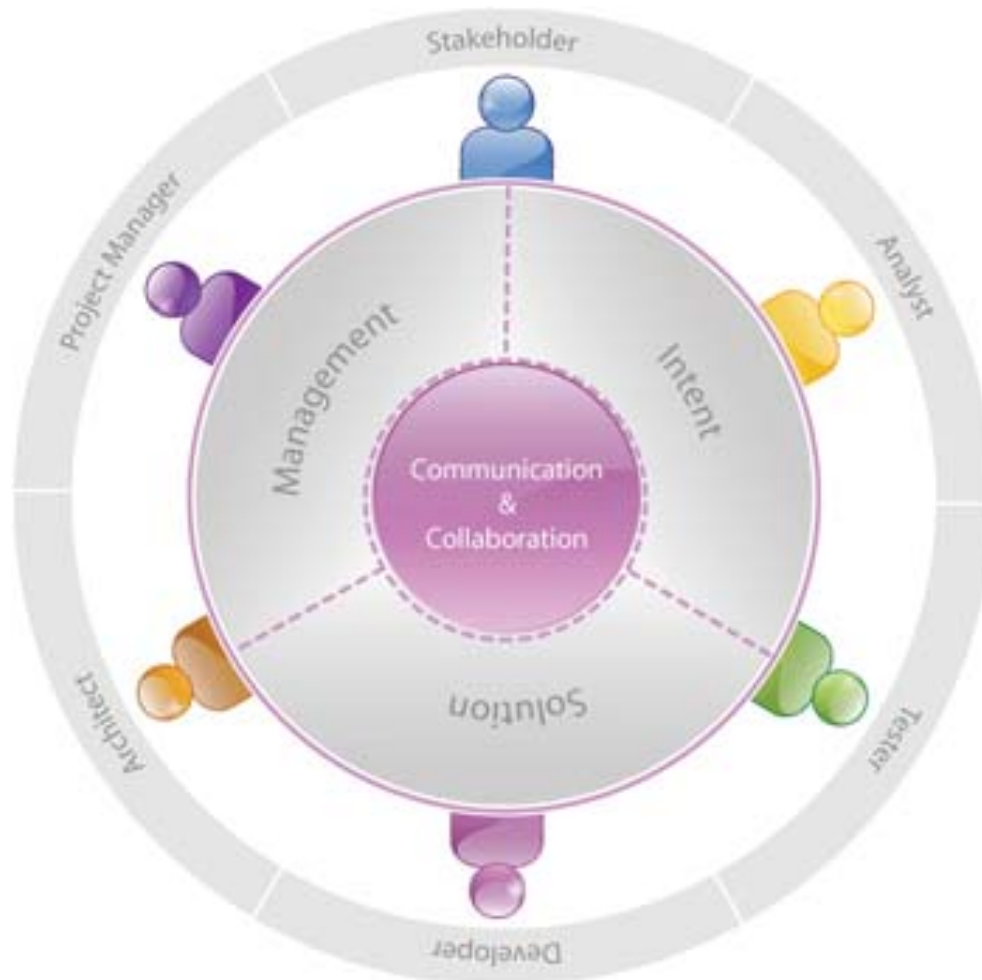 Stakeholder
Project Manager
Analyst
Management
Intent
Communication
&
Collaboration
Solution
Architect
Tester
Developer